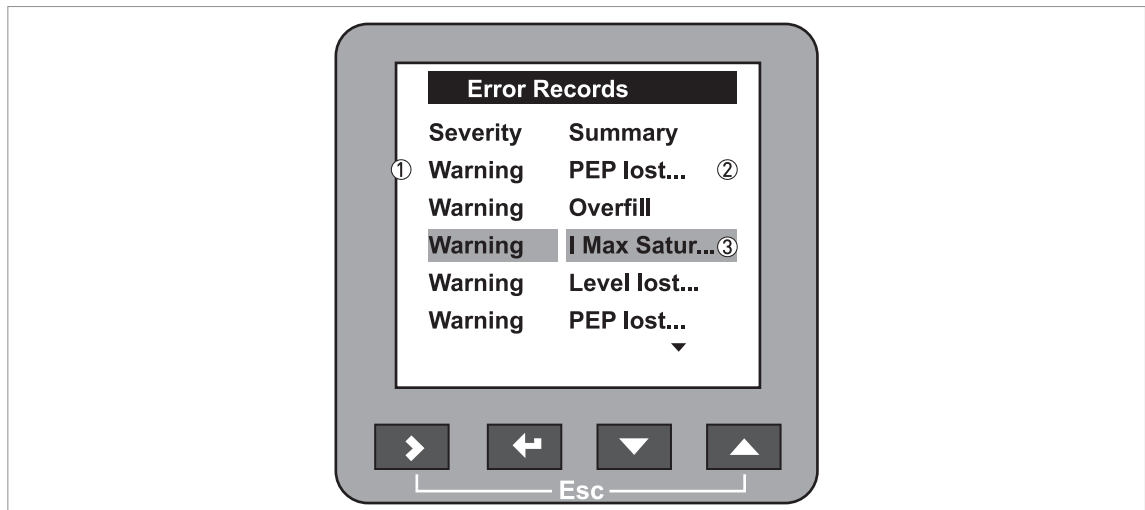 Error Records
Severity Summary
① Warning PEP lost... ②
Warning Overfill
Warning I Max Satur... ③
Warning Level lost...
Warning PEP lost...
Esc